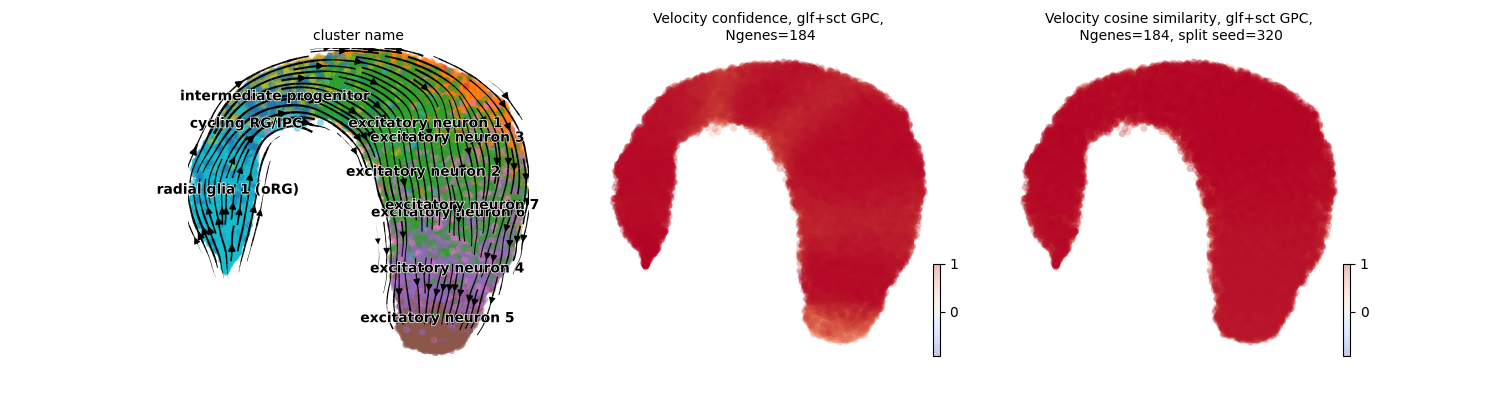 cluster name
intermediate progenitor
cycling RG/IPC
excitatory neuron 1
excitatory neuron 3
excitatory neuron 2
radial glia 1 (oRG)
excitatory neuron 7
excitatory neuron 6
excitatory neuron 4
excitatory neuron 5
Velocity confidence, glf+sct GPC,
Ngenes=184
1
0
Velocity cosine similarity, glf+sct GPC,
Ngenes=184, split seed=320
1
0